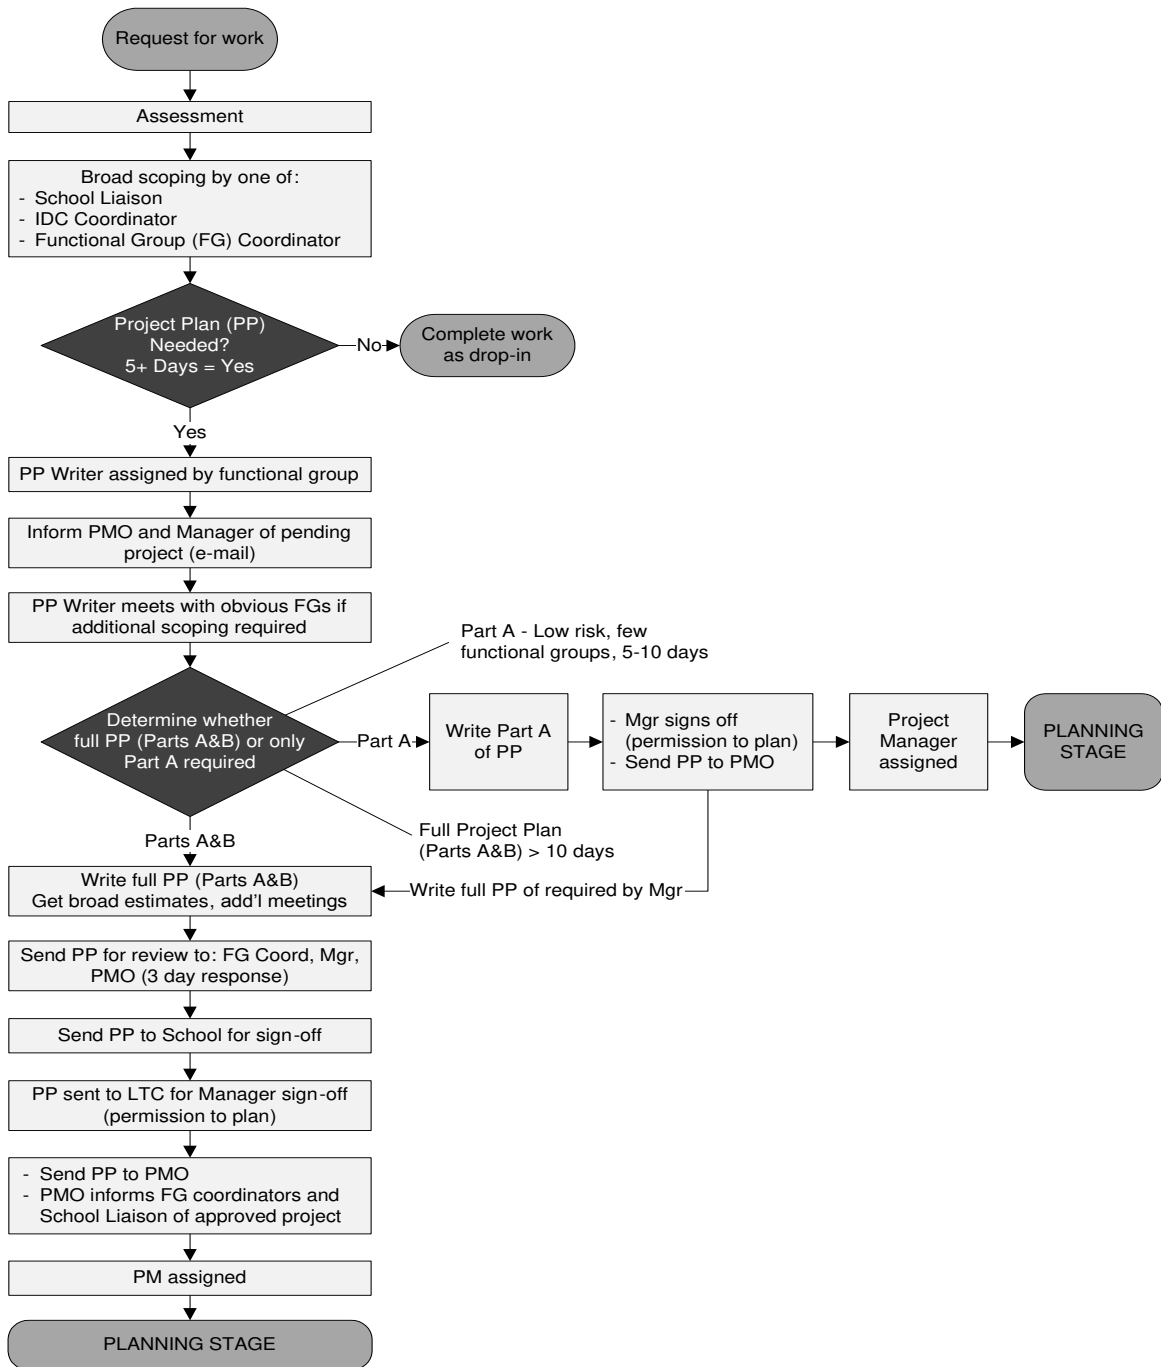 Request for work
Assessment
Broad scoping by one of:
- School Liaison
- IDC Coordinator
- Functional Group (FG) Coordinator
Project Plan (PP)
Needed?
5+ Days = Yes
No
Complete work
as drop-in
Yes
PP Writer assigned by functional group
Inform PMO and Manager of pending
project (e-mail)
PP Writer meets with obvious FGs if
additional scoping required
Part A - Low risk, few
functional groups, 5-10 days
Determine whether
full PP (Parts A&B) or only
Part A required
Part A
Write Part A
of PP
- Mgr signs off
(permission to plan)
- Send PP to PMO
Project
Manager
assigned
PLANNING
STAGE
Full Project Plan
(Parts A&B) > 10 days
Parts A&B
Write full PP (Parts A&B)
Get broad estimates, add'l meetings
Write full PP of required by Mgr
Send PP for review to: FG Coord, Mgr,
PMO (3 day response)
Send PP to School for sign-off
PP sent to LTC for Manager sign-off
(permission to plan)
- Send PP to PMO
- PMO informs FG coordinators and
School Liaison of approved project
PM assigned
PLANNING STAGE